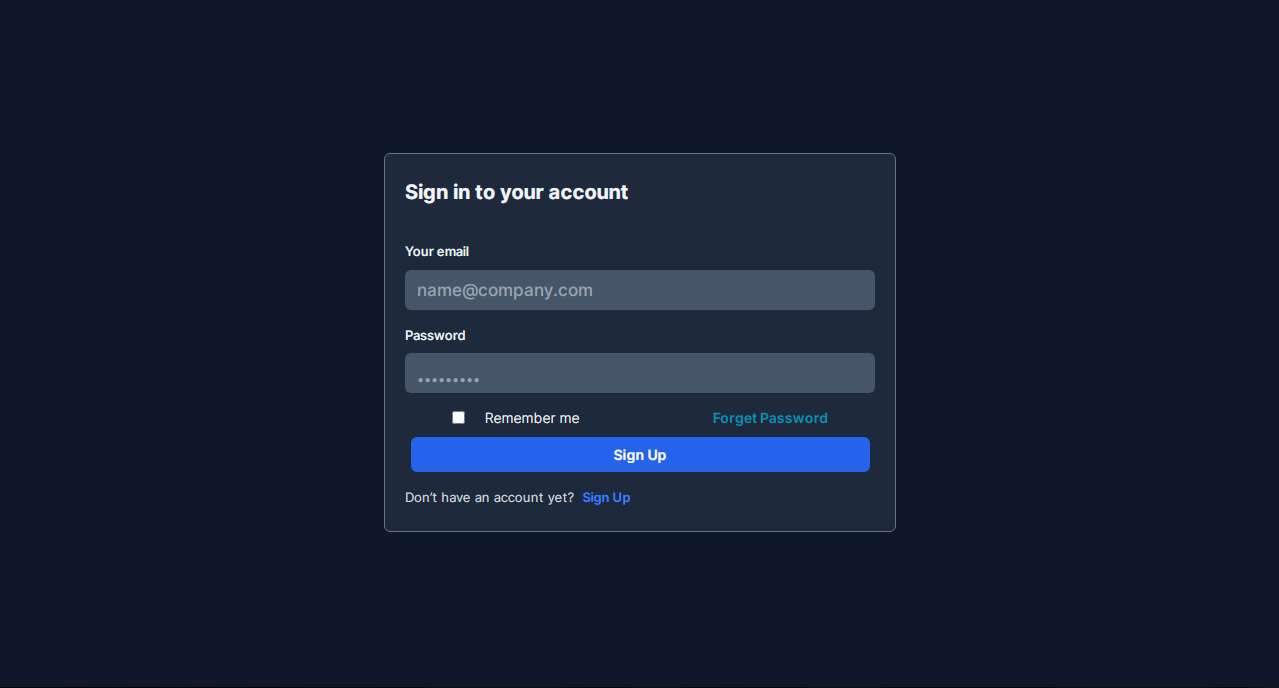 Sign in to your account
Your email
name@company.com
Password
•••••••••
Remember me Forget Password
Sign Up
Don't have an account yet? Sign Up